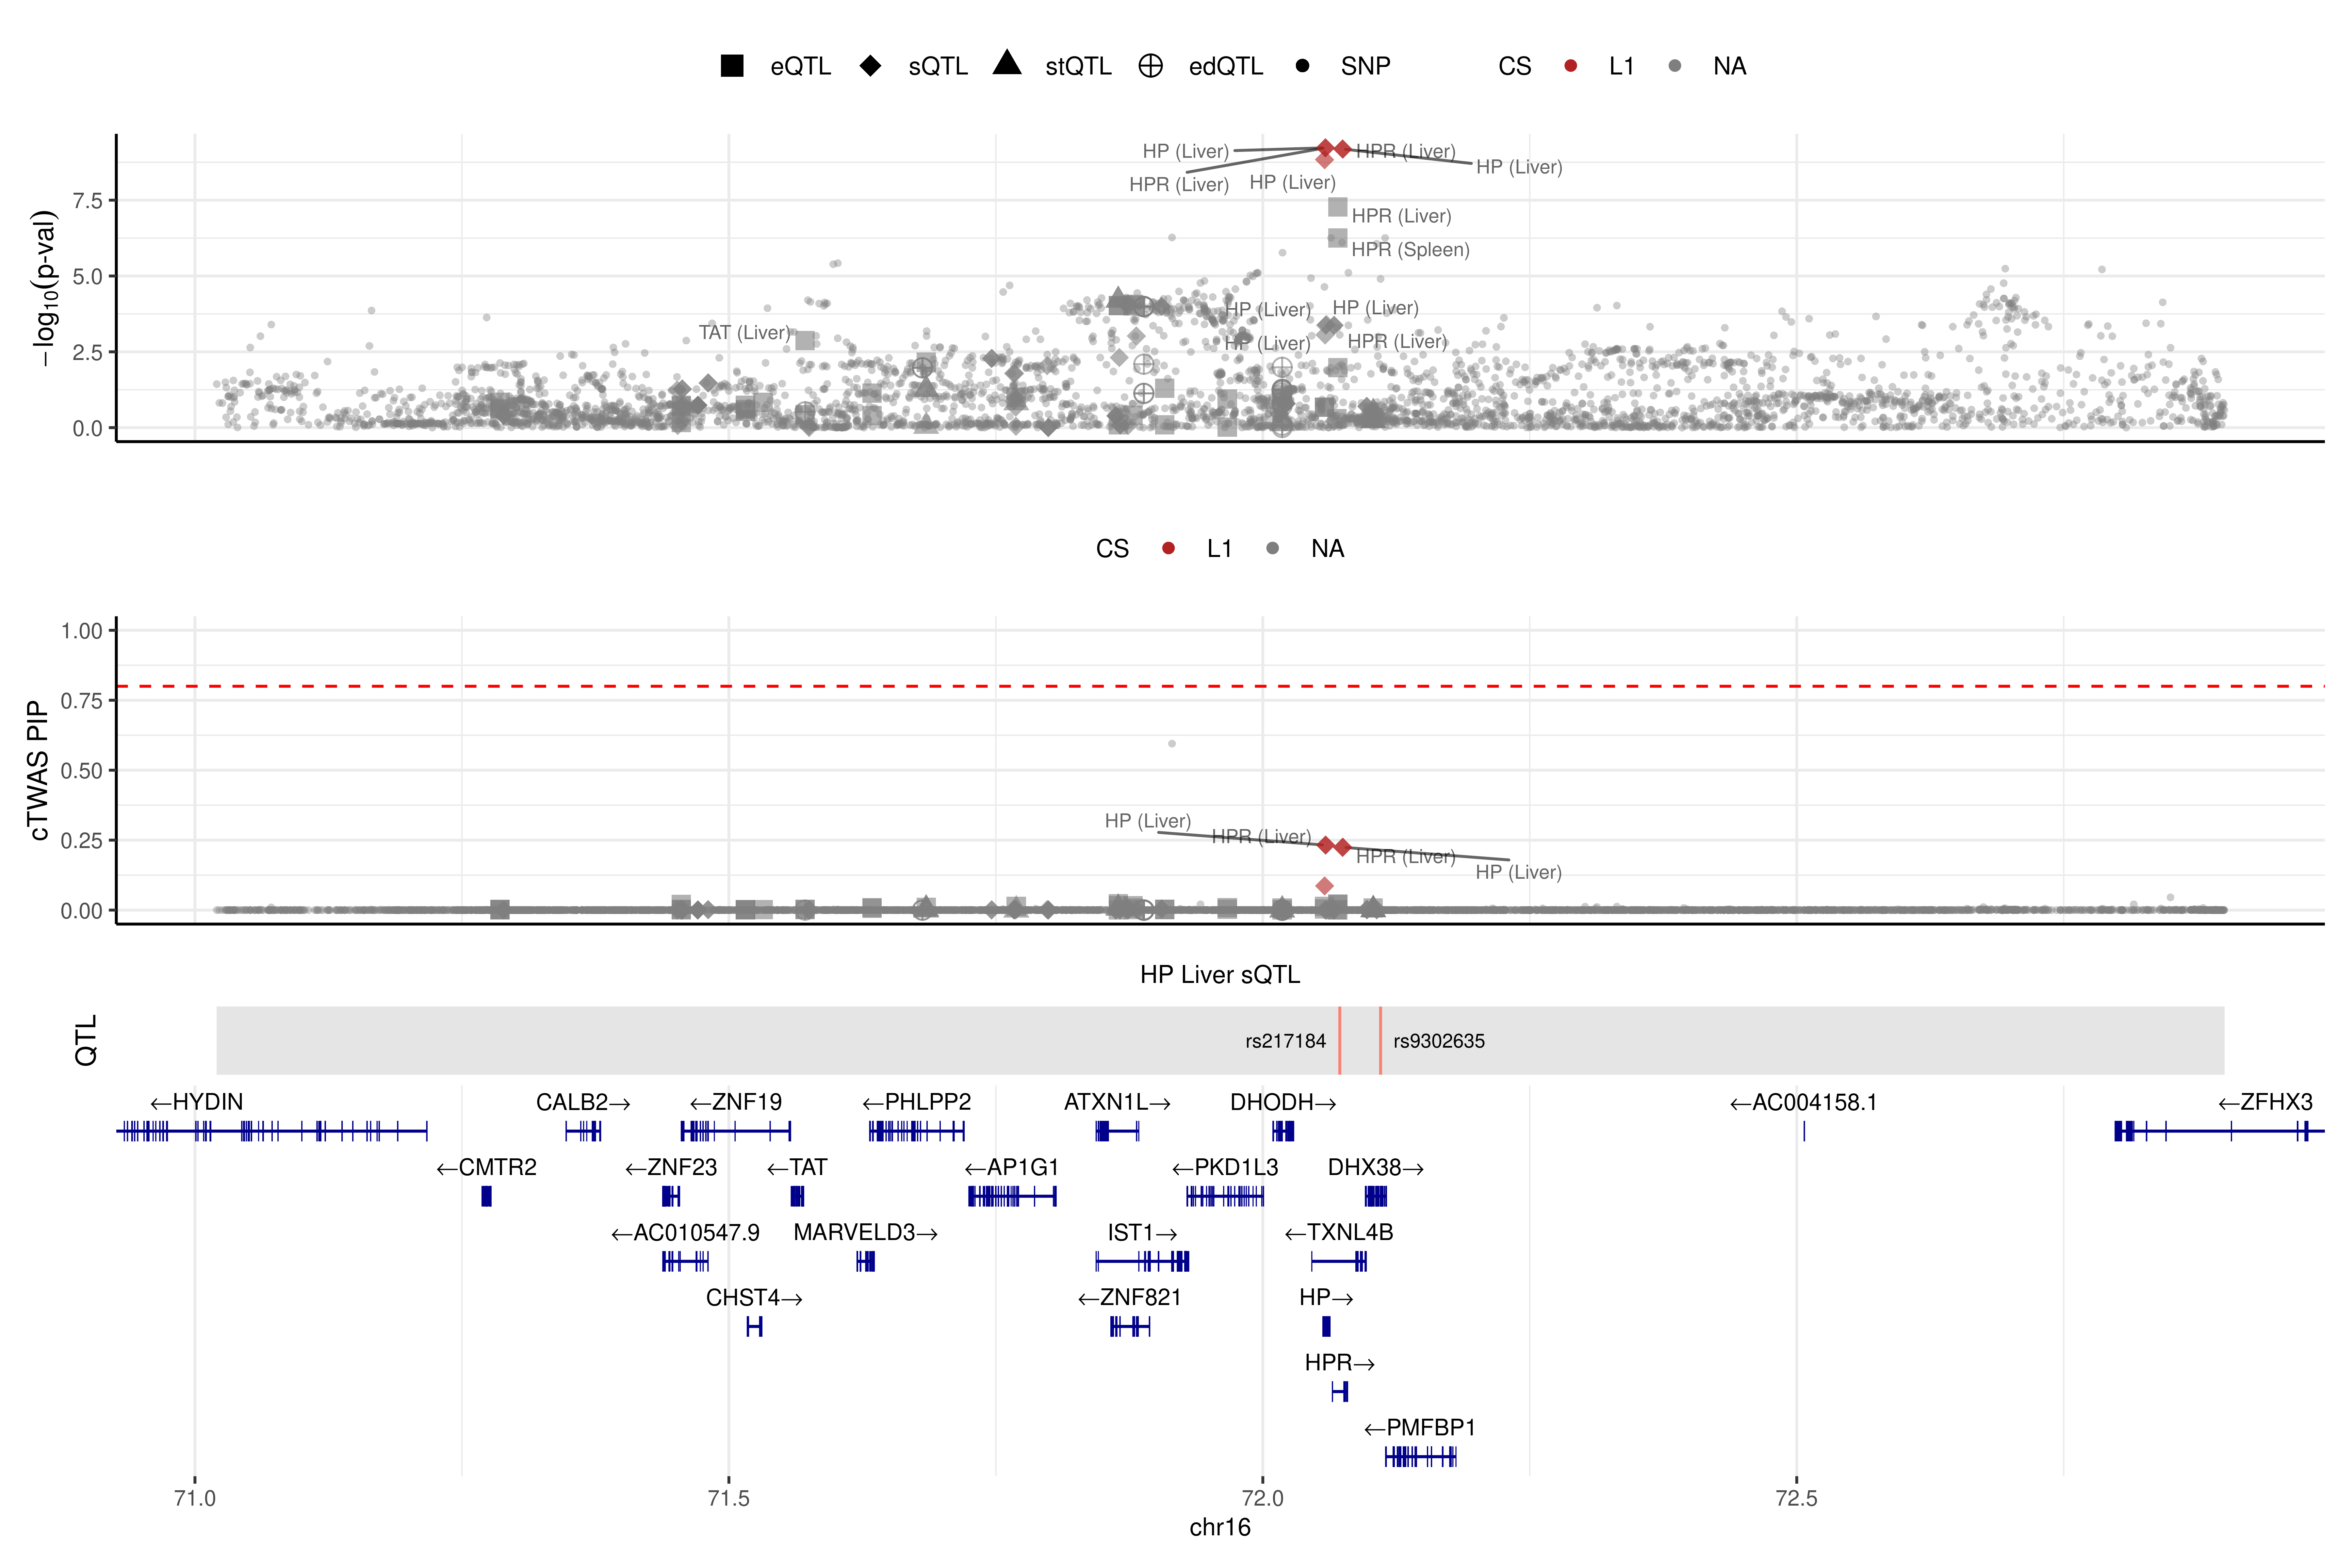 eQTL sQTL stQTL edQTL SNP CS L1 NA
−log10(p-val)
7.5
5.0
2.5
0.0
HP (Liver)
HPR (Liver)
HP (Liver)
HPR (Liver)
HP (Liver)
HPR (Liver)
HPR (Spleen)
HP (Liver)
HP (Liver)
TAT (Liver)
HP (Liver)
HPR (Liver)
CS L1 NA
cTWAS PIP
1.00
0.75
0.50
0.25
0.00
HP (Liver)
HPR (Liver)
HPR (Liver)
HP (Liver)
HP Liver sQTL
QTL
rs217184 rs9302635
←HYDIN CALB2→ ←ZNF19 ←PHLPP2 ATXN1L→ DHODH→ ←AC004158.1 ←ZFHX3
←CMTR2 ←ZNF23 ←TAT ←AP1G1 ←PKD1L3 DHX38→
←AC010547.9 MARVELD3→ IST1→ ←TXNL4B
CHST4→ ←ZNF821 HP→
HPR→
←PMFBP1
71.0 71.5 72.0 72.5
chr16